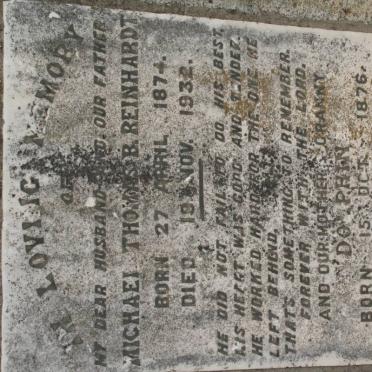 IN LOVING MEMORY
OF
MY DEAR HUSBAND AND OUR FATHER
MICHAEL THOMAS B. REINHARDT
BORN 27 APRIL 1874.
DIED 19 NOV. 1932.
HE DID NOT FAIL TO DO HIS BEST,
HIS HEART WAS GOOD AND TENDER.
HE WORKED HARD FOR THE ONE HE
LEFT BEHIND,
THAT'S SOMETHING TO REMEMBER.
FOREVER WITH THE LORD.
AND OUR MOTHER GRANNY
DOLPHIN
BORN 15 OCT. 1876.